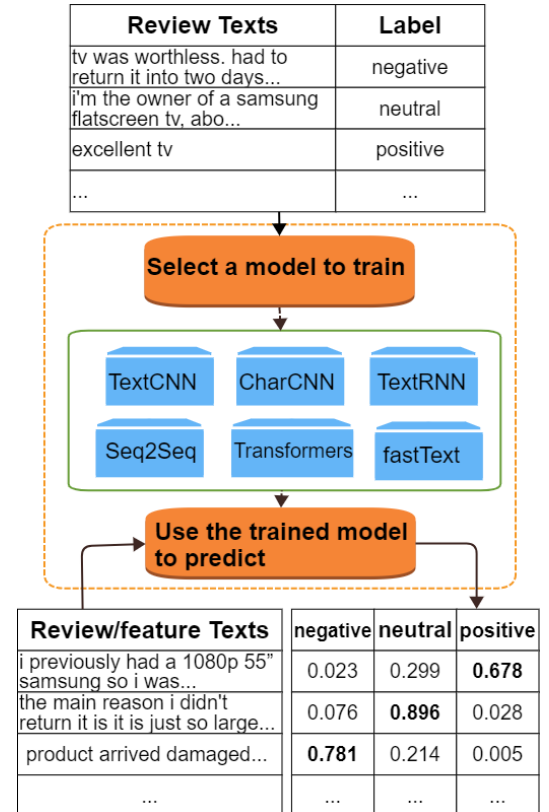 Review Texts Label
tv was worthless. had to
return it into two days...
negative
i'm the owner of a samsung
flatscreen tv, abo...
neutral
excellent tv positive
... ...
Select a model to train
TextCNN CharCNN TextRNN
Seq2Seq Transformers fastText
Use the trained model
to predict
Review/feature Texts negative neutral positive
i previously had a 1080p 55”
samsung so i was...
0.023 0.299 0.678
the main reason i didn't
return it is it is just so large...
0.076 0.896 0.028
product arrived damaged... 0.781 0.214 0.005
... ... ... ...